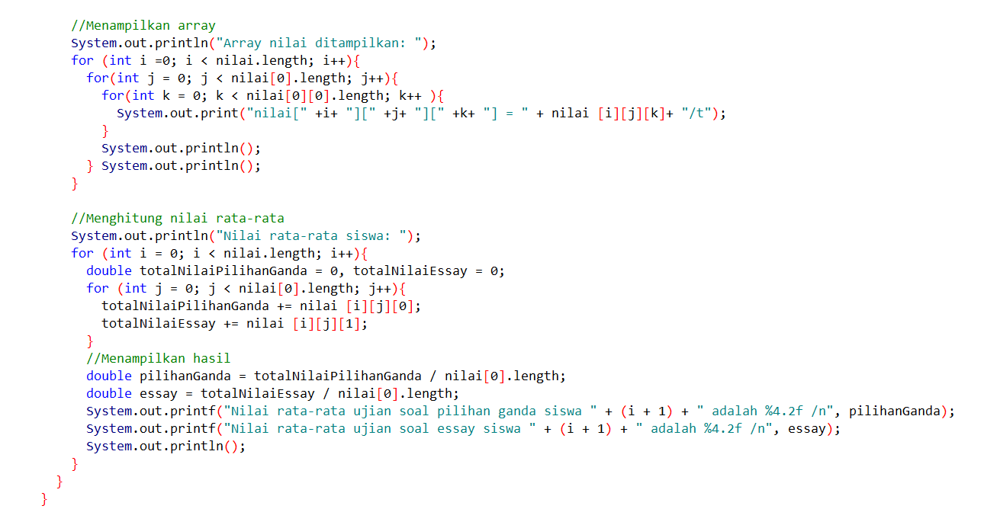 //Menampilkan array
System.out.println("Array nilai ditampilkan: ");
for (int i =0; i < nilai.length; i++){
for(int j = 0; j < nilai[0].length; j++){
for(int k = 0; k < nilai[0][0].length; k++ ){
System.out.print("nilai[" +i+ "][" +j+ "][" +k+ "] = " + nilai [i][j][k]+ "/t");
}
System.out.println();
} System.out.println();
}
//Menghitung nilai rata-rata
System.out.println("Nilai rata-rata siswa: ");
for (int i = 0; i < nilai.length; i++){
double totalNilaiPilihanGanda = 0, totalNilaiEssay = 0;
for (int j = 0; j < nilai[0].length; j++){
totalNilaiPilihanGanda += nilai [i][j][0];
totalNilaiEssay += nilai [i][j][1];
}
//Menampilkan hasil
double pilihanGanda = totalNilaiPilihanGanda / nilai[0].length;
double essay = totalNilaiEssay / nilai[0].length;
System.out.printf("Nilai rata-rata ujian soal pilihan ganda siswa " + (i + 1) + " adalah %4.2f /n", pilihanGanda);
System.out.printf("Nilai rata-rata ujian soal essay siswa " + (i + 1) + " adalah %4.2f /n", essay);
System.out.println();
}
}
}